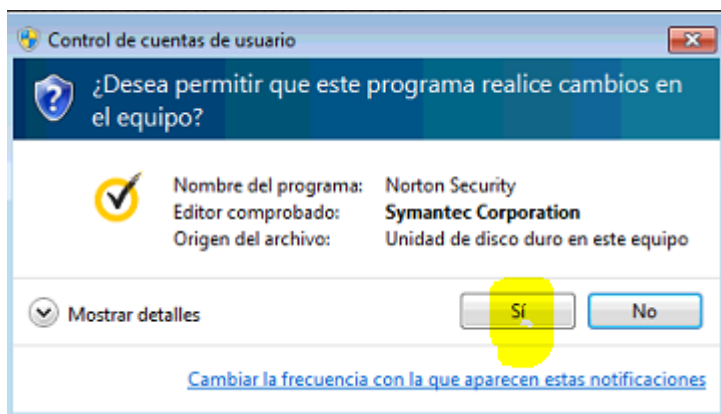 Control de cuentas de usuario
¿Desea permitir que este programa realice cambios en
el equipo?
Nombre del programa: Norton Security
Editor comprobado: Symantec Corporation
Origen del archivo: Unidad de disco duro en este equipo
Mostrar detalles Sí No
Cambiar la frecuencia con la que aparecen estas notificaciones